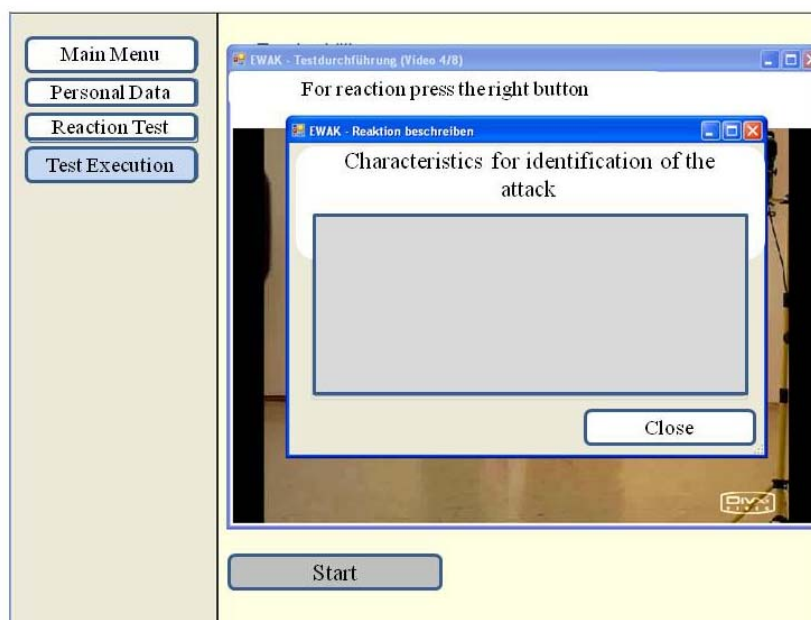 Main Menu
Personal Data
Reaction Test
Test Execution
EWAK - Testdurchführung (Video 4/8)
For reaction press the right button
EWAK - Reaktion beschreiben
Characteristics for identification of the
attack
Close
DIVX
VIDEO
Start